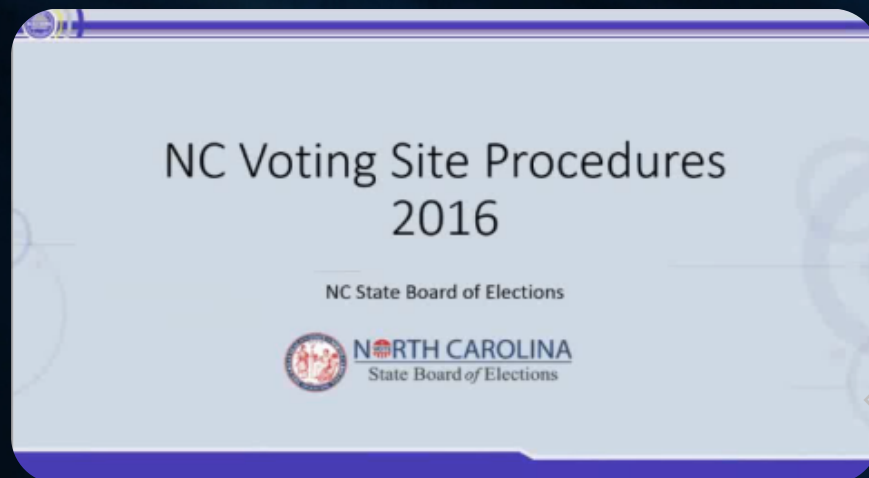 NC Voting Site Procedures
2016
NC State Board of Elections
NORTH CAROLINA
State Board of Elections